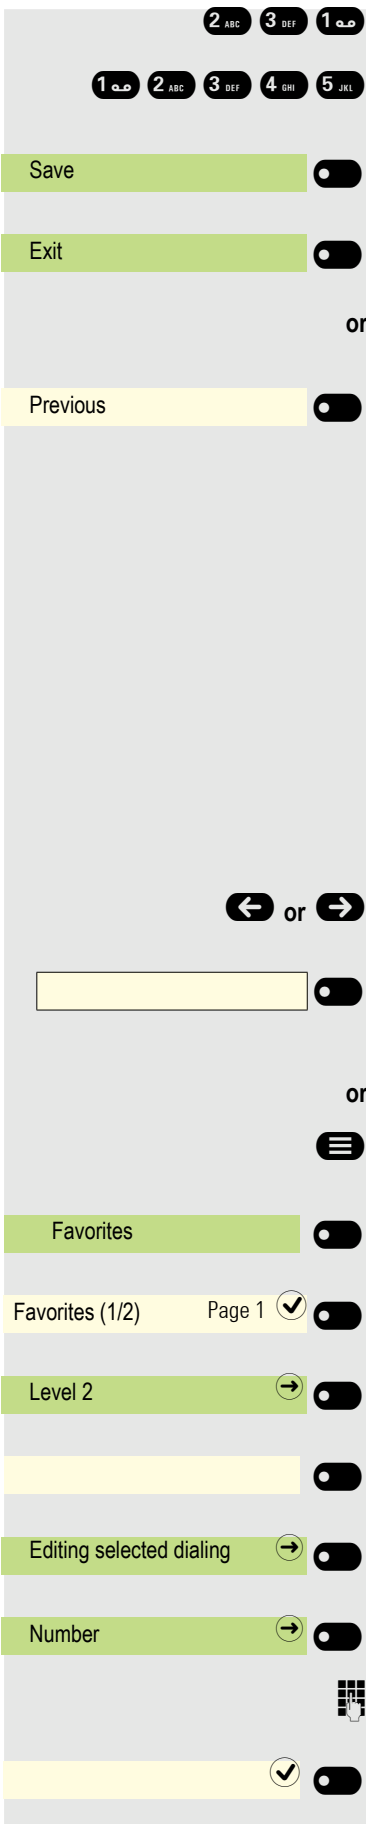 2 ABC 3 DEF 1
1 2 ABC 3 DEF 4 GHI 5 JKL
Save
Exit
or
Previous
or
or
Favorites
Favorites (1/2) Page 1
Level 2
Editing selected dialing
Number